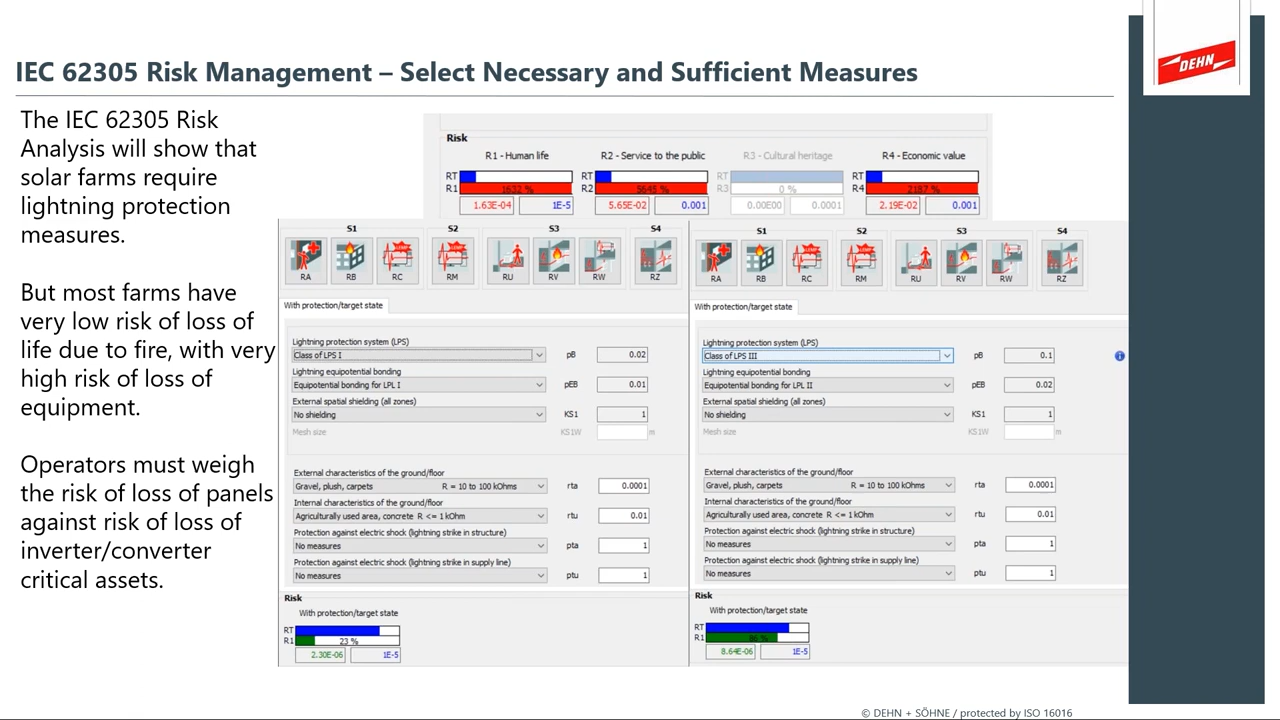 IEC 62305 Risk Management – Select Necessary and Sufficient Measures
DEHN
The IEC 62305 Risk
Analysis will show that
solar farms require
lightning protection
measures.
But most farms have
very low risk of loss of
life due to fire, with very
high risk of loss of
equipment.
Operators must weigh
the risk of loss of panels
against risk of loss of
inverter/converter
critical assets.
Risk
R1 - Human life R2 - Service to the public R3 - Cultural heritage R4 - Economic value
RT RT RT RT
R1 1632 % R2 5645 % R3 0 % R4 2187 %
1.63E-04 1E-5 5.65E-02 0.001 0.00E00 0.0001 2.19E-02 0.001
S1 S2 S3 S4
RA RB RC RM RU RV RW RZ
With protection/target state
Lightning protection system (LPS)
Class of LPS I pB 0.02
Lightning equipotential bonding
Equipotential bonding for LPL I pEB 0.01
External spatial shielding (all zones)
No shielding KS1 1
Mesh size KS1W m
External characteristics of the ground/floor
Gravel, plush, carpets R = 10 to 100 kOhms rta 0.0001
Internal characteristics of the ground/floor
Agriculturally used area, concrete R <= 1 kOhm rtu 0.01
Protection against electric shock (lightning strike in structure)
No measures pta 1
Protection against electric shock (lightning strike in supply line)
No measures ptu 1
Risk
With protection/target state
RT
R1 23 %
2.30E-06 1E-5
S1 S2 S3 S4
RA RB RC RM RU RV RW RZ
With protection/target state
Lightning protection system (LPS)
Class of LPS III pB 0.1
Lightning equipotential bonding
Equipotential bonding for LPL II pEB 0.02
External spatial shielding (all zones)
No shielding KS1 1
Mesh size KS1W m
External characteristics of the ground/floor
Gravel, plush, carpets R = 10 to 100 kOhms rta 0.0001
Internal characteristics of the ground/floor
Agriculturally used area, concrete R <= 1 kOhm rtu 0.01
Protection against electric shock (lightning strike in structure)
No measures pta 1
Protection against electric shock (lightning strike in supply line)
No measures ptu 1
Risk
With protection/target state
RT
R1 86 %
8.64E-06 1E-5
© DEHN + SÖHNE / protected by ISO 16016